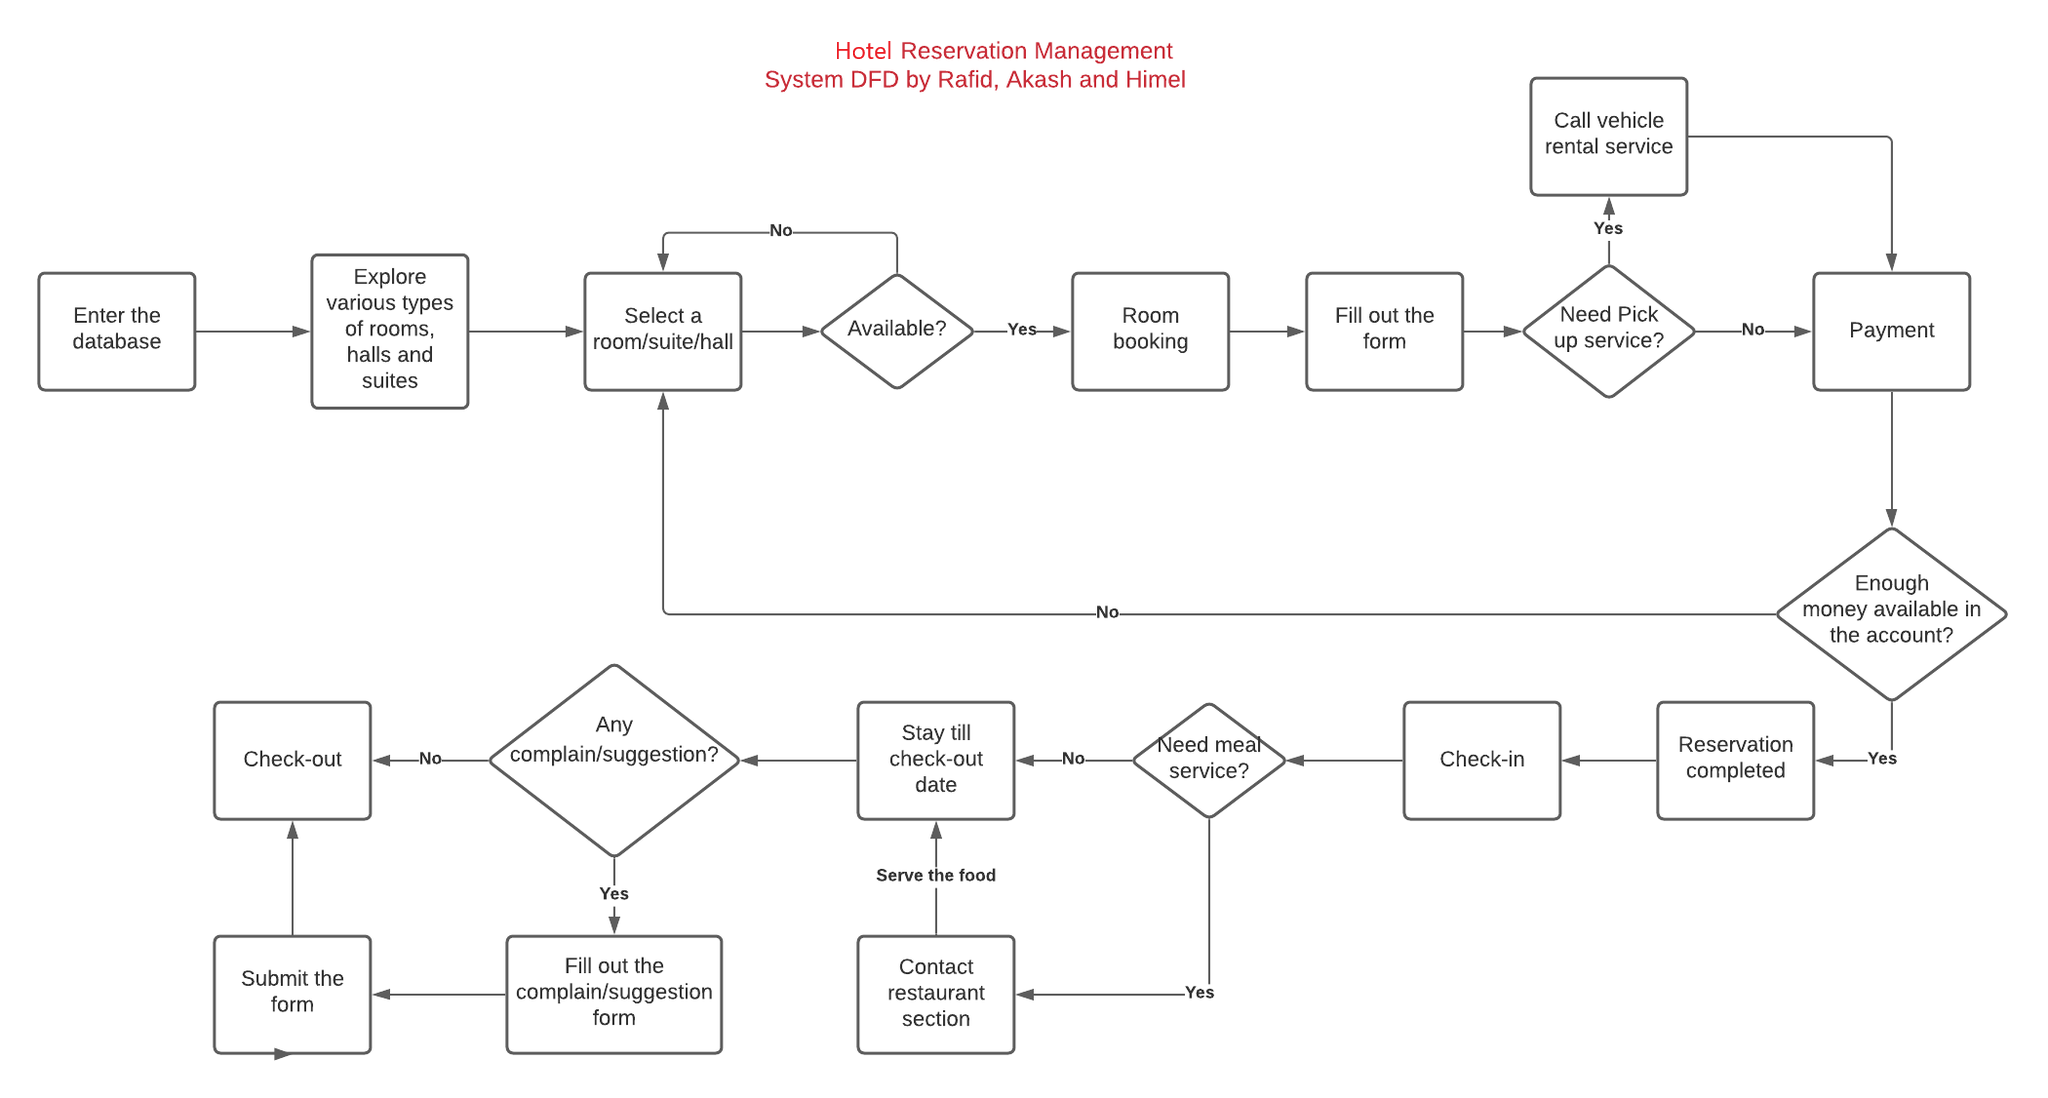 Hotel Reservation Management
System DFD by Rafid, Akash and Himel
Call vehicle
rental service
Yes
No
Enter the
database
Explore
various types
of rooms,
halls and
suites
Select a
room/suite/hall
Available?
Yes
Room
booking
Fill out the
form
Need Pick
up service?
No
Payment
Enough
money available in
the account?
No
Yes
Reservation
completed
Check-in
Need meal
service?
No
Stay till
check-out
date
Any
complain/suggestion?
No
Check-out
Serve the food
Yes
Yes
Contact
restaurant
section
Fill out the
complain/suggestion
form
Submit the
form